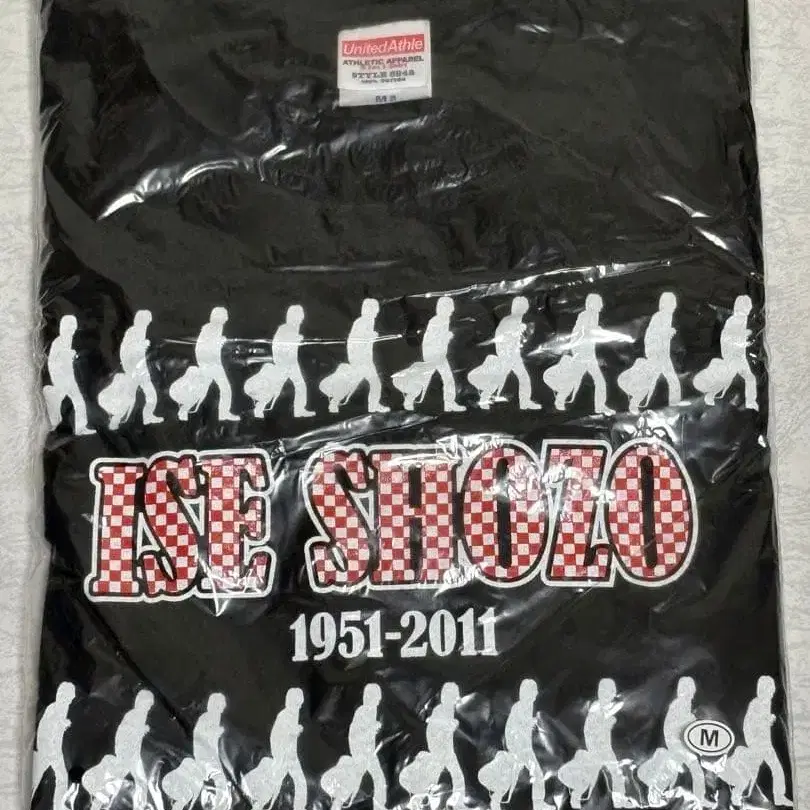 UnitedAthle
ATHLETIC APPAREL
M
ISE SHOZO
1951-2011
M